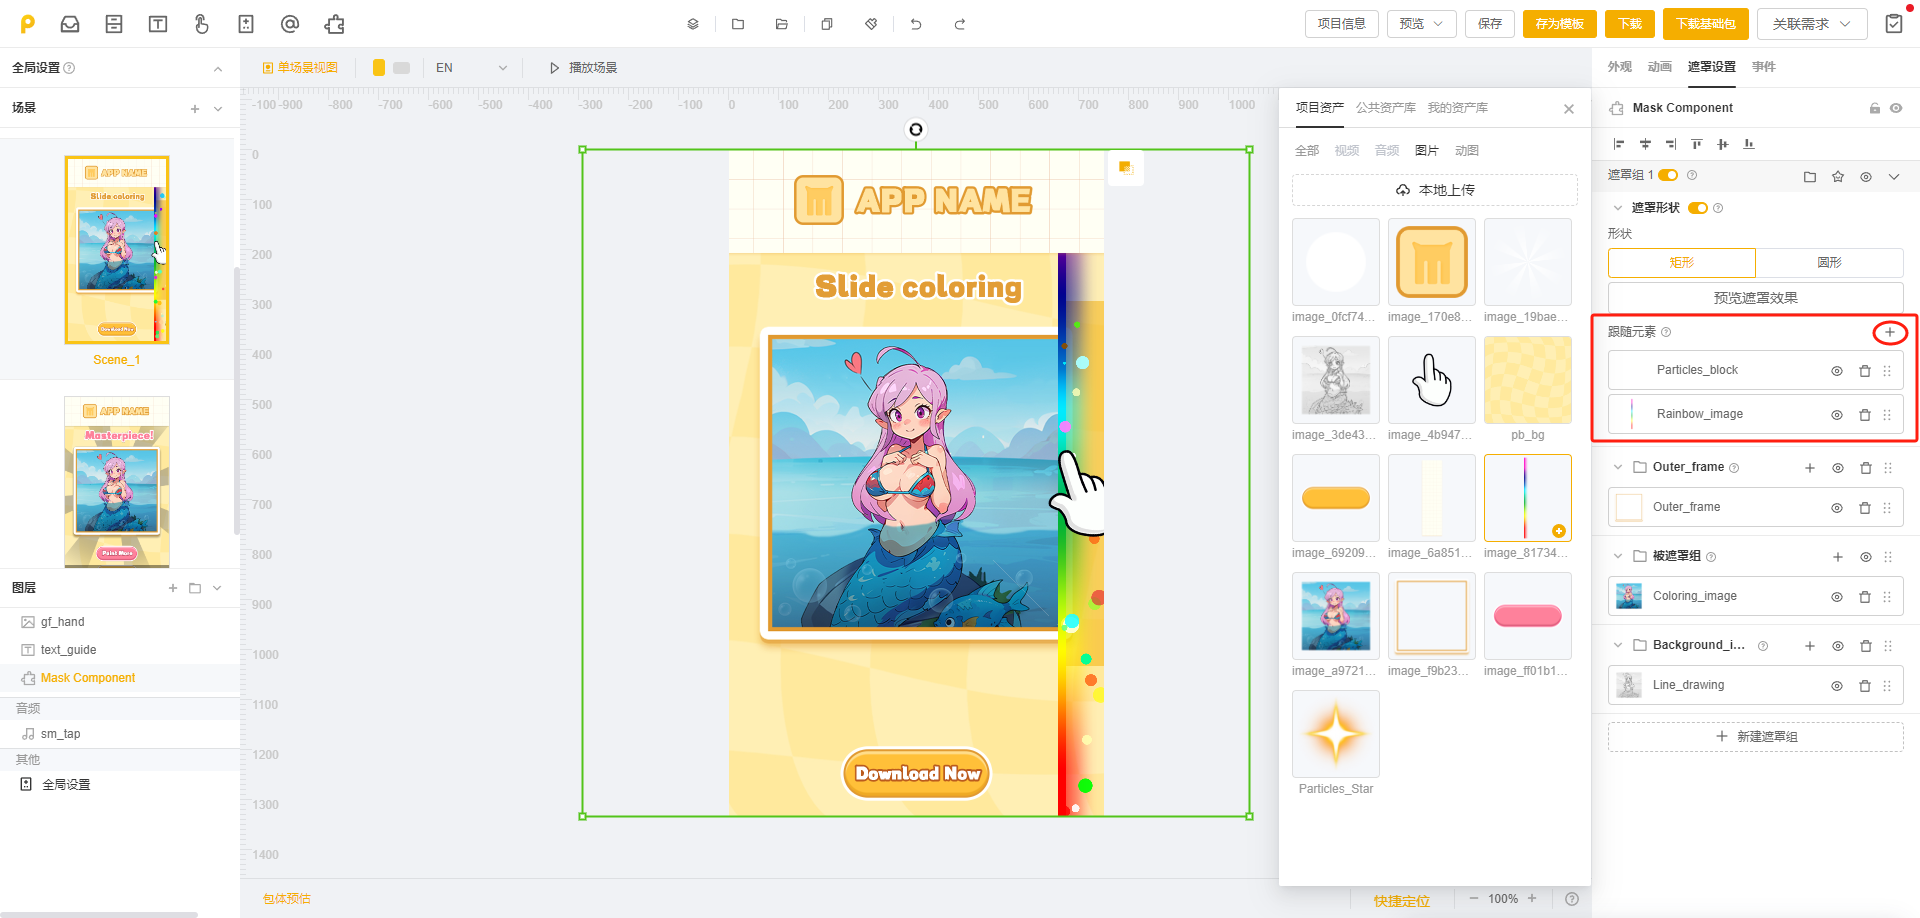 项目信息
预览
保存
存为模板
下载
下载基础包
关联需求
全局设置
单场景视图
EN
播放场景
外观 动画 遮罩设置 事件
场景
-100 -900 -800 -700 -600 -500 -400 -300 -200 -100 0 100 200 300 400 500 600 700 800 900 1000
项目资产 公共资产库 我的资产库
Mask Component
0
100
200
300
400
500
600
700
800
900
1000
1100
1200
1300
1400
APP NAME
Slide coloring
Scene_1
APP NAME
Masterpiece!
Paint More
APP NAME
Slide coloring
Download Now
Download Now
全部 视频 音频 图片 动图
本地上传
image_0fcf74...
image_170e8...
image_19bae...
image_3de43...
image_4b947...
pb_bg
image_69209...
image_6a851...
image_81734...
image_a9721...
image_f9b23...
image_ff01b1...
Particles_Star
遮罩组 1
遮罩形状
形状
矩形
圆形
预览遮罩效果
跟随元素
Particles_block
Rainbow_image
Outer_frame
Outer_frame
被遮罩组
Coloring_image
Background_i...
Line_drawing
新建遮罩组
图层
gf_hand
text_guide
Mask Component
音频
sm_tap
其他
全局设置
包体预估
快捷定位
100%